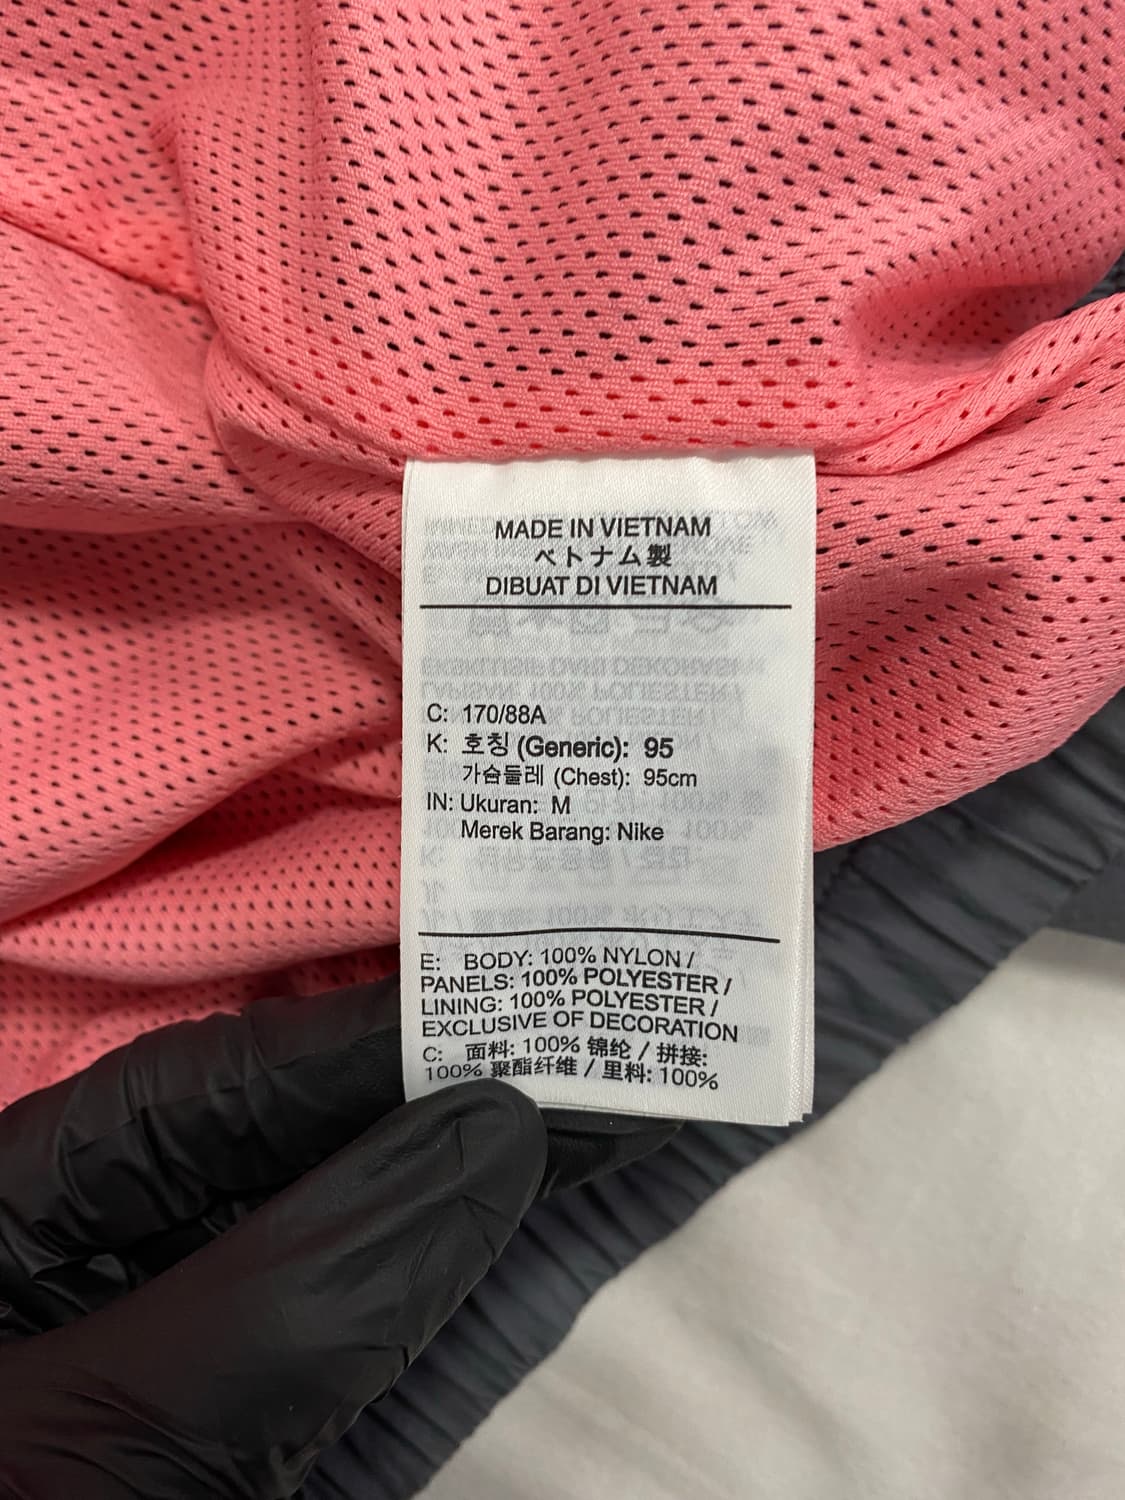 MADE IN VIETNAM
ベトナム製
DIBUAT DI VIETNAM
C: 170/88A
K: 호칭 (Generic): 95
가슴둘레 (Chest): 95cm
IN: Ukuran: M
Merek Barang: Nike
E: BODY: 100% NYLON /
PANELS: 100% POLYESTER /
LINING: 100% POLYESTER /
EXCLUSIVE OF DECORATION
C: 面料: 100% 锦纶 / 拼接:
100% 聚酯纤维 / 里料: 100%